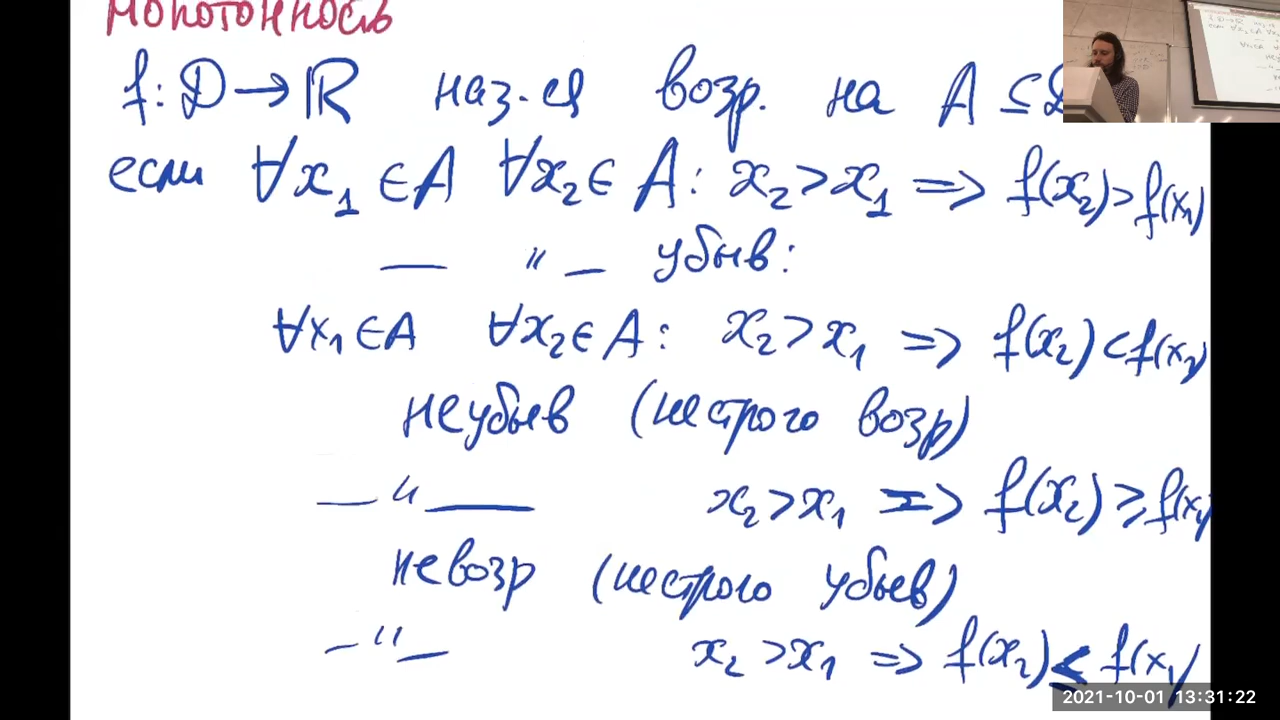 монотонность
f: D → ℝ наз-ся возр. на A ⊆ D
если ∀x₁ ∈ A ∀x₂ ∈ A: x₂ > x₁ => f(x₂) > f(x₁)
— " — убыв:
∀x₁ ∈ A ∀x₂ ∈ A: x₂ > x₁ => f(x₂) < f(x₁)
неубыв (нестрого возр)
— " — x₂ > x₁ => f(x₂) ≥ f(x₁)
невозр (нестрого убыв)
— " — x₂ > x₁ => f(x₂) ≤ f(x₁)
2021-10-01 13:31:22